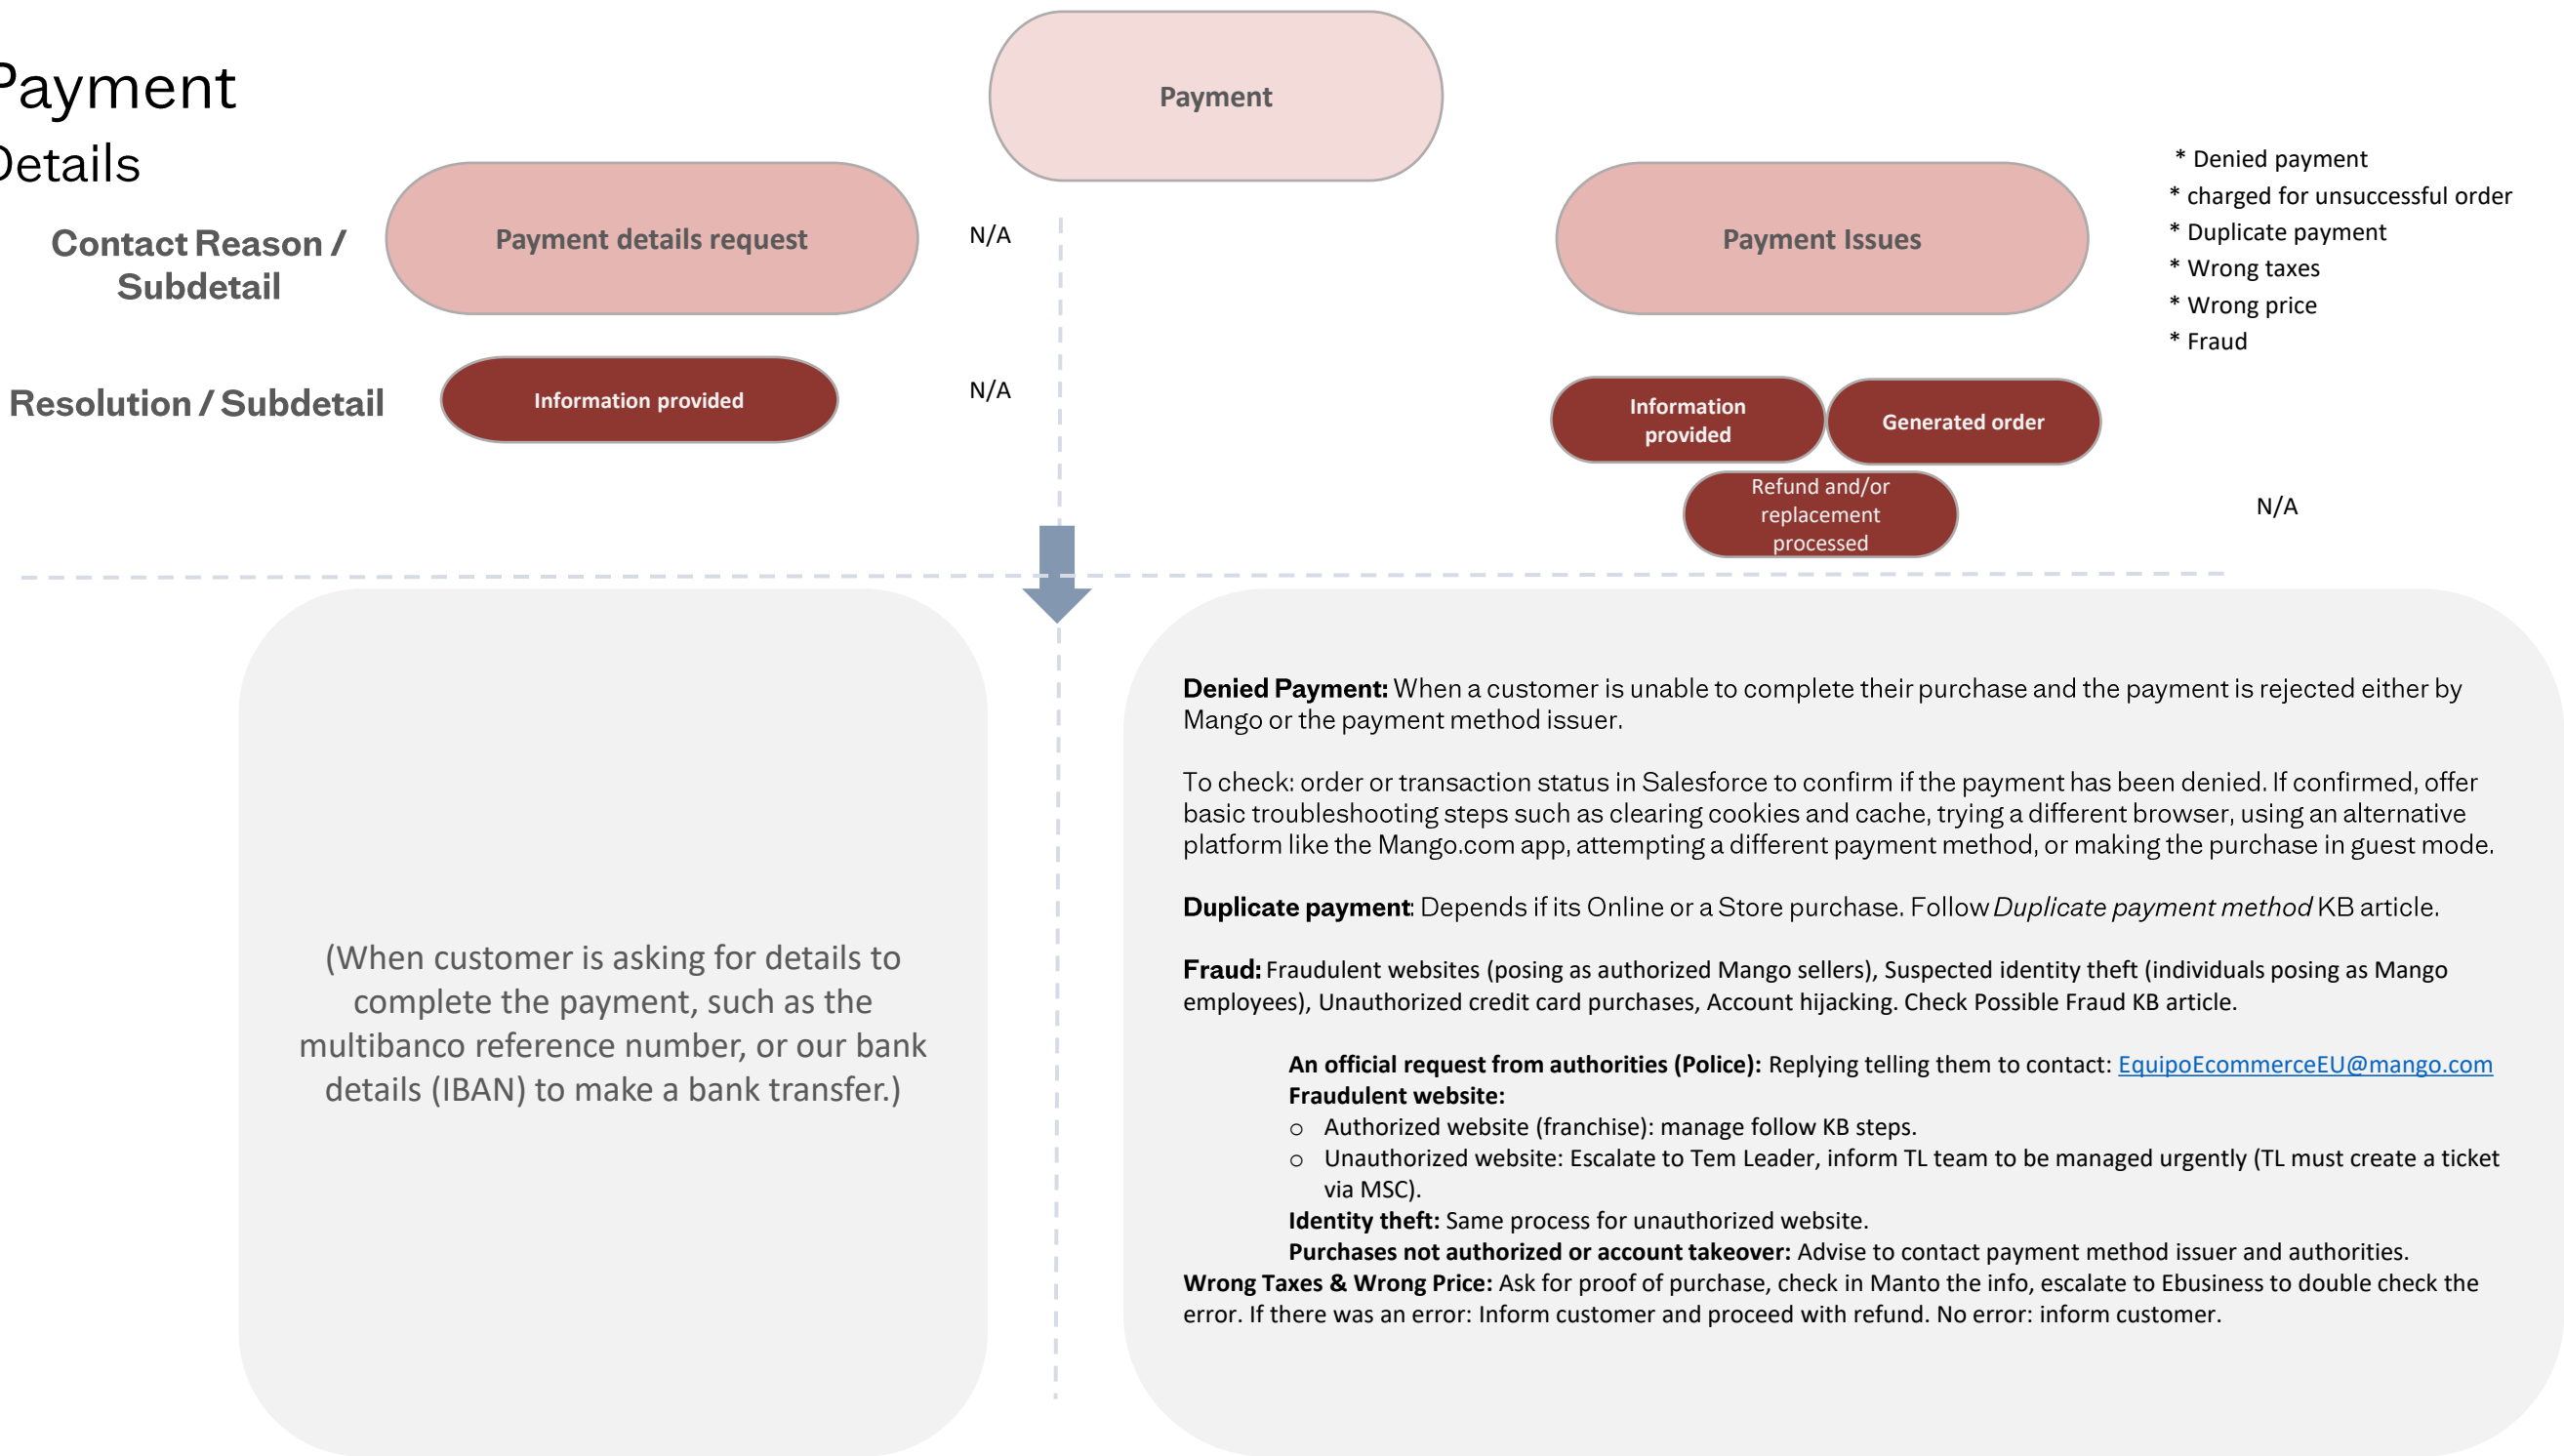 Payment
Details
Payment
Contact Reason /
Subdetail
Payment details request
N/A
Payment Issues
* Denied payment
* charged for unsuccessful order
* Duplicate payment
* Wrong taxes
* Wrong price
* Fraud
Resolution / Subdetail
Information provided
N/A
Information
provided
Generated order
Refund and/or
replacement
processed
N/A
(When customer is asking for details to
complete the payment, such as the
multibanco reference number, or our bank
details (IBAN) to make a bank transfer.)
Denied Payment: When a customer is unable to complete their purchase and the payment is rejected either by
Mango or the payment method issuer.
To check: order or transaction status in Salesforce to confirm if the payment has been denied. If confirmed, offer
basic troubleshooting steps such as clearing cookies and cache, trying a different browser, using an alternative
platform like the Mango.com app, attempting a different payment method, or making the purchase in guest mode.
Duplicate payment: Depends if its Online or a Store purchase. Follow Duplicate payment method KB article.
Fraud: Fraudulent websites (posing as authorized Mango sellers), Suspected identity theft (individuals posing as Mango
employees), Unauthorized credit card purchases, Account hijacking. Check Possible Fraud KB article.
An official request from authorities (Police): Replying telling them to contact: EquipoEcommerceEU@mango.com
Fraudulent website:
o Authorized website (franchise): manage follow KB steps.
o Unauthorized website: Escalate to Tem Leader, inform TL team to be managed urgently (TL must create a ticket
via MSC).
Identity theft: Same process for unauthorized website.
Purchases not authorized or account takeover: Advise to contact payment method issuer and authorities.
Wrong Taxes & Wrong Price: Ask for proof of purchase, check in Manto the info, escalate to Ebusiness to double check the
error. If there was an error: Inform customer and proceed with refund. No error: inform customer.